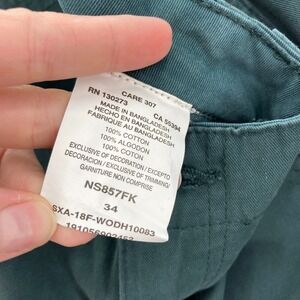 CARE 307
RN 130273 CA 55394
MADE IN BANGLADESH
HECHO EN BANGLADESH
FABRIQUE AU BANGLADESH
100% COTTON
100% ALGODON
100% COTON
EXCLUSIVE OF DECORATION / EXCEPTO
DECORACION / EXCLUSIVE OF TRIMMING/
GARNITURE NON COMPRISE
NS857FK
34
SXA-18F-WODH10083